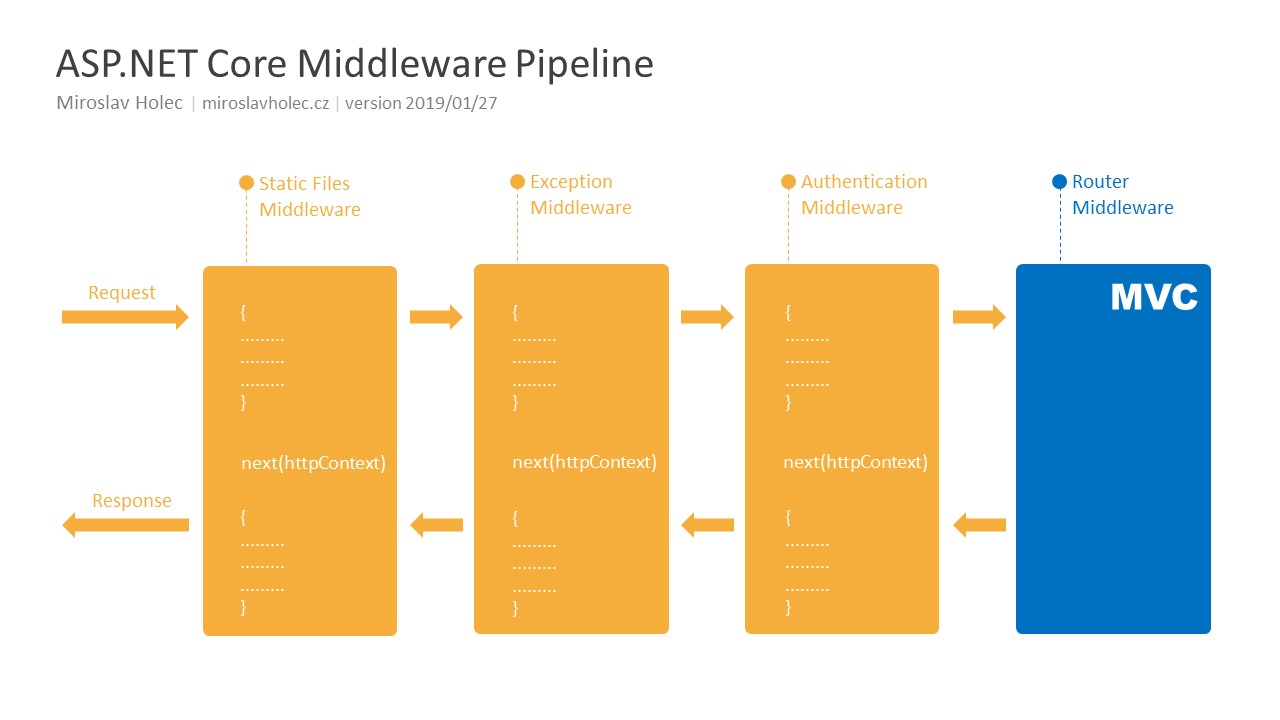 ASP.NET Core Middleware Pipeline
Miroslav Holec | miroslavholec.cz | version 2019/01/27
Static Files
Middleware
Exception
Middleware
Authentication
Middleware
Router
Middleware
Request
Response
{
.........
.........
.........
}
next(httpContext)
{
.........
.........
.........
}
{
.........
.........
.........
}
next(httpContext)
{
.........
.........
.........
}
{
.........
.........
.........
}
next(httpContext)
{
.........
.........
.........
}
MVC